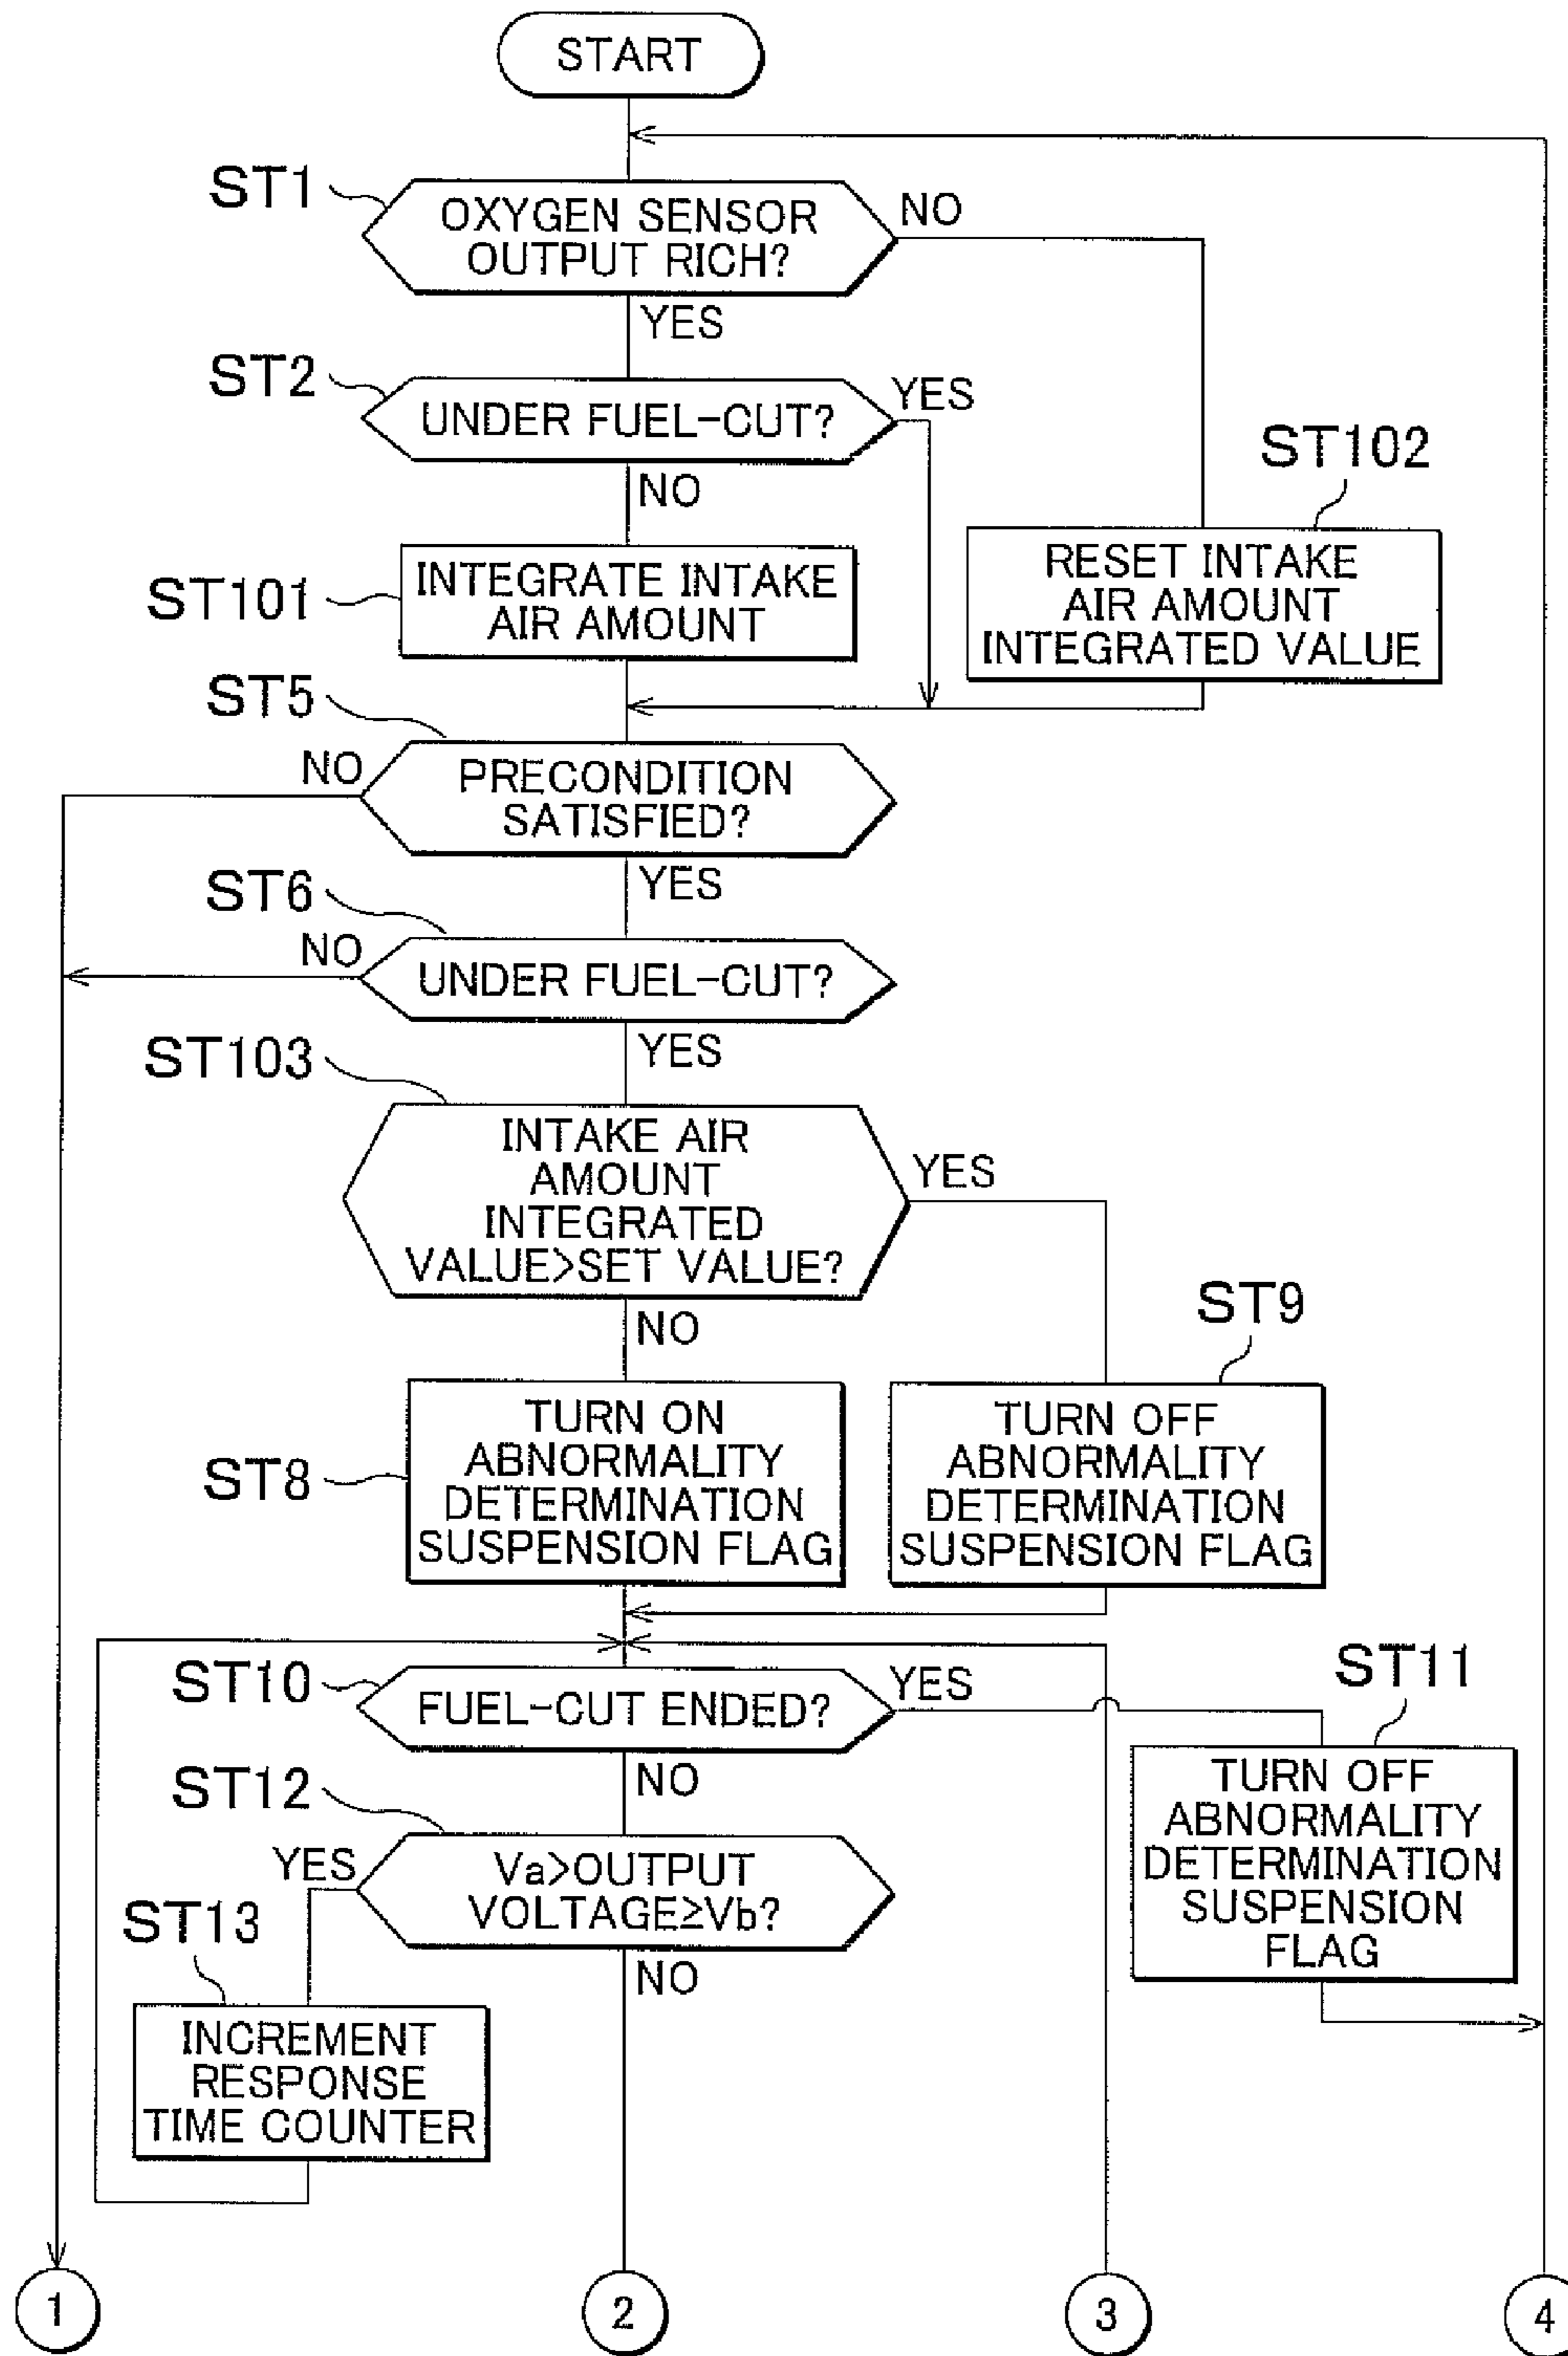 START
ST1
OXYGEN SENSOR
OUTPUT RICH?
NO
YES
ST2
UNDER FUEL-CUT?
YES
NO
ST102
RESET INTAKE
AIR AMOUNT
INTEGRATED VALUE
ST101
INTEGRATE INTAKE
AIR AMOUNT
ST5
NO
PRECONDITION
SATISFIED?
YES
ST6
NO
UNDER FUEL-CUT?
YES
ST103
INTAKE AIR
AMOUNT
INTEGRATED
VALUE>SET VALUE?
YES
NO
ST9
ST8
TURN ON
ABNORMALITY
DETERMINATION
SUSPENSION FLAG
TURN OFF
ABNORMALITY
DETERMINATION
SUSPENSION FLAG
ST10
FUEL-CUT ENDED?
YES
NO
ST11
TURN OFF
ABNORMALITY
DETERMINATION
SUSPENSION
FLAG
ST12
YES
Va>OUTPUT
VOLTAGE≥Vb?
NO
ST13
INCREMENT
RESPONSE
TIME COUNTER
1
2
3
4